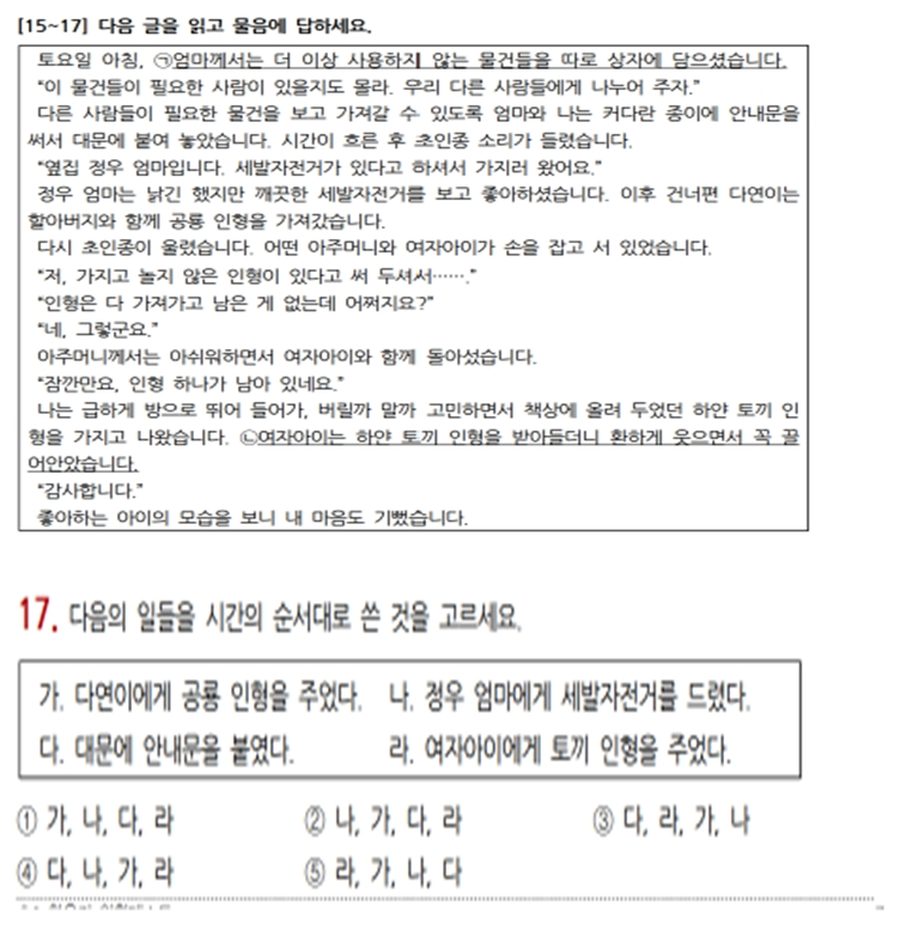 [15~17] 다음 글을 읽고 물음에 답하세요.
토요일 아침, ㉠엄마께서는 더 이상 사용하지 않는 물건들을 따로 상자에 담으셨습니다.
“이 물건들이 필요한 사람이 있을지도 몰라. 우리 다른 사람들에게 나누어 주자.”
다른 사람들이 필요한 물건을 보고 가져갈 수 있도록 엄마와 나는 커다란 종이에 안내문을
써서 대문에 붙여 놓았습니다. 시간이 흐른 후 초인종 소리가 들렸습니다.
“옆집 정우 엄마입니다. 세발자전거가 있다고 하셔서 가지러 왔어요.”
정우 엄마는 낡긴 했지만 깨끗한 세발자전거를 보고 좋아하셨습니다. 이후 건너편 다연이는
할아버지와 함께 공룡 인형을 가져갔습니다.
다시 초인종이 울렸습니다. 어떤 아주머니와 여자아이가 손을 잡고 서 있었습니다.
“저, 가지고 놀지 않은 인형이 있다고 써 두셔서…….”
“인형은 다 가져가고 남은 게 없는데 어쩌지요?”
“네, 그렇군요.”
아주머니께서는 아쉬워하면서 여자아이와 함께 돌아섰습니다.
“잠깐만요, 인형 하나가 남아 있네요.”
나는 급하게 방으로 뛰어 들어가, 버릴까 말까 고민하면서 책상에 올려 두었던 하얀 토끼 인
형을 가지고 나왔습니다. ㉡여자아이는 하얀 토끼 인형을 받아들더니 환하게 웃으면서 꼭 끌
어안았습니다.
“감사합니다.”
좋아하는 아이의 모습을 보니 내 마음도 기뻤습니다.
17. 다음의 일들을 시간의 순서대로 쓴 것을 고르세요.
가. 다연이에게 공룡 인형을 주었다. 나. 정우 엄마에게 세발자전거를 드렸다.
다. 대문에 안내문을 붙였다. 라. 여자아이에게 토끼 인형을 주었다.
① 가, 나, 다, 라 ② 나, 가, 다, 라 ③ 다, 라, 가, 나
④ 다, 나, 가, 라 ⑤ 라, 가, 나, 다